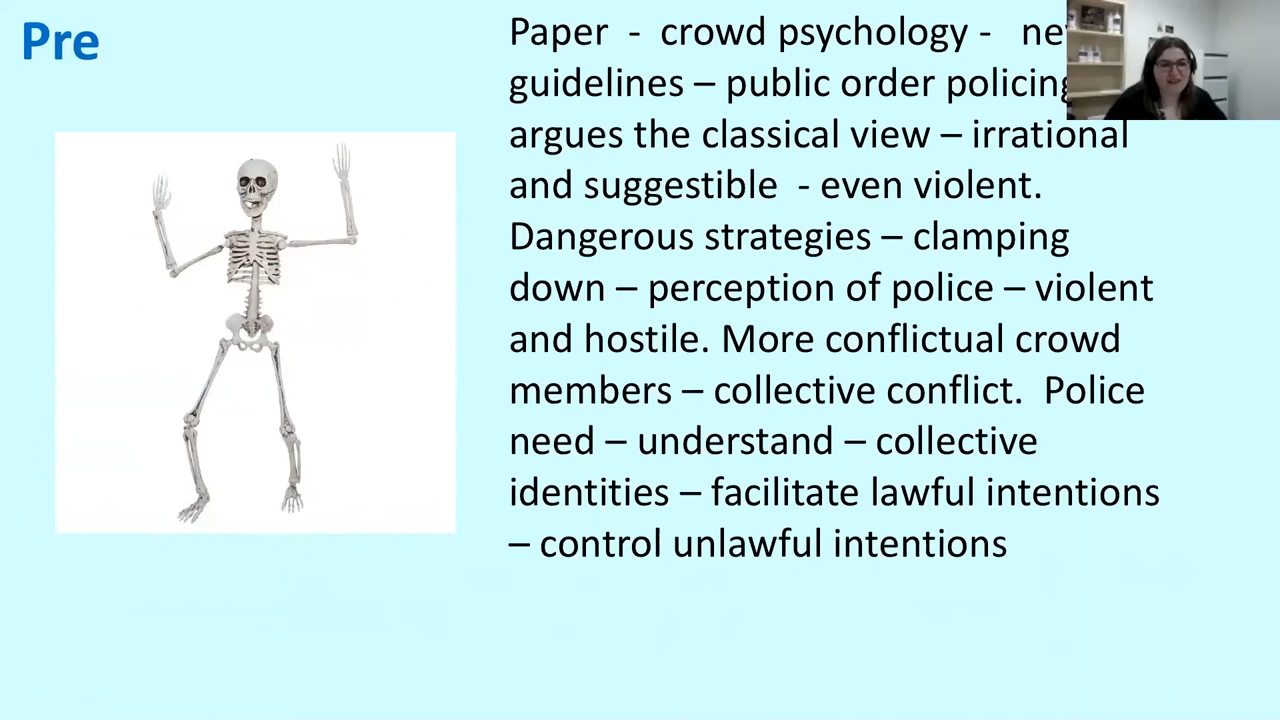 Pre
Paper - crowd psychology -
guidelines – public order policing
argues the classical view – irrational
and suggestible - even violent.
Dangerous strategies – clamping
down – perception of police – violent
and hostile. More conflictual crowd
members – collective conflict. Police
need – understand – collective
identities – facilitate lawful intentions
– control unlawful intentions